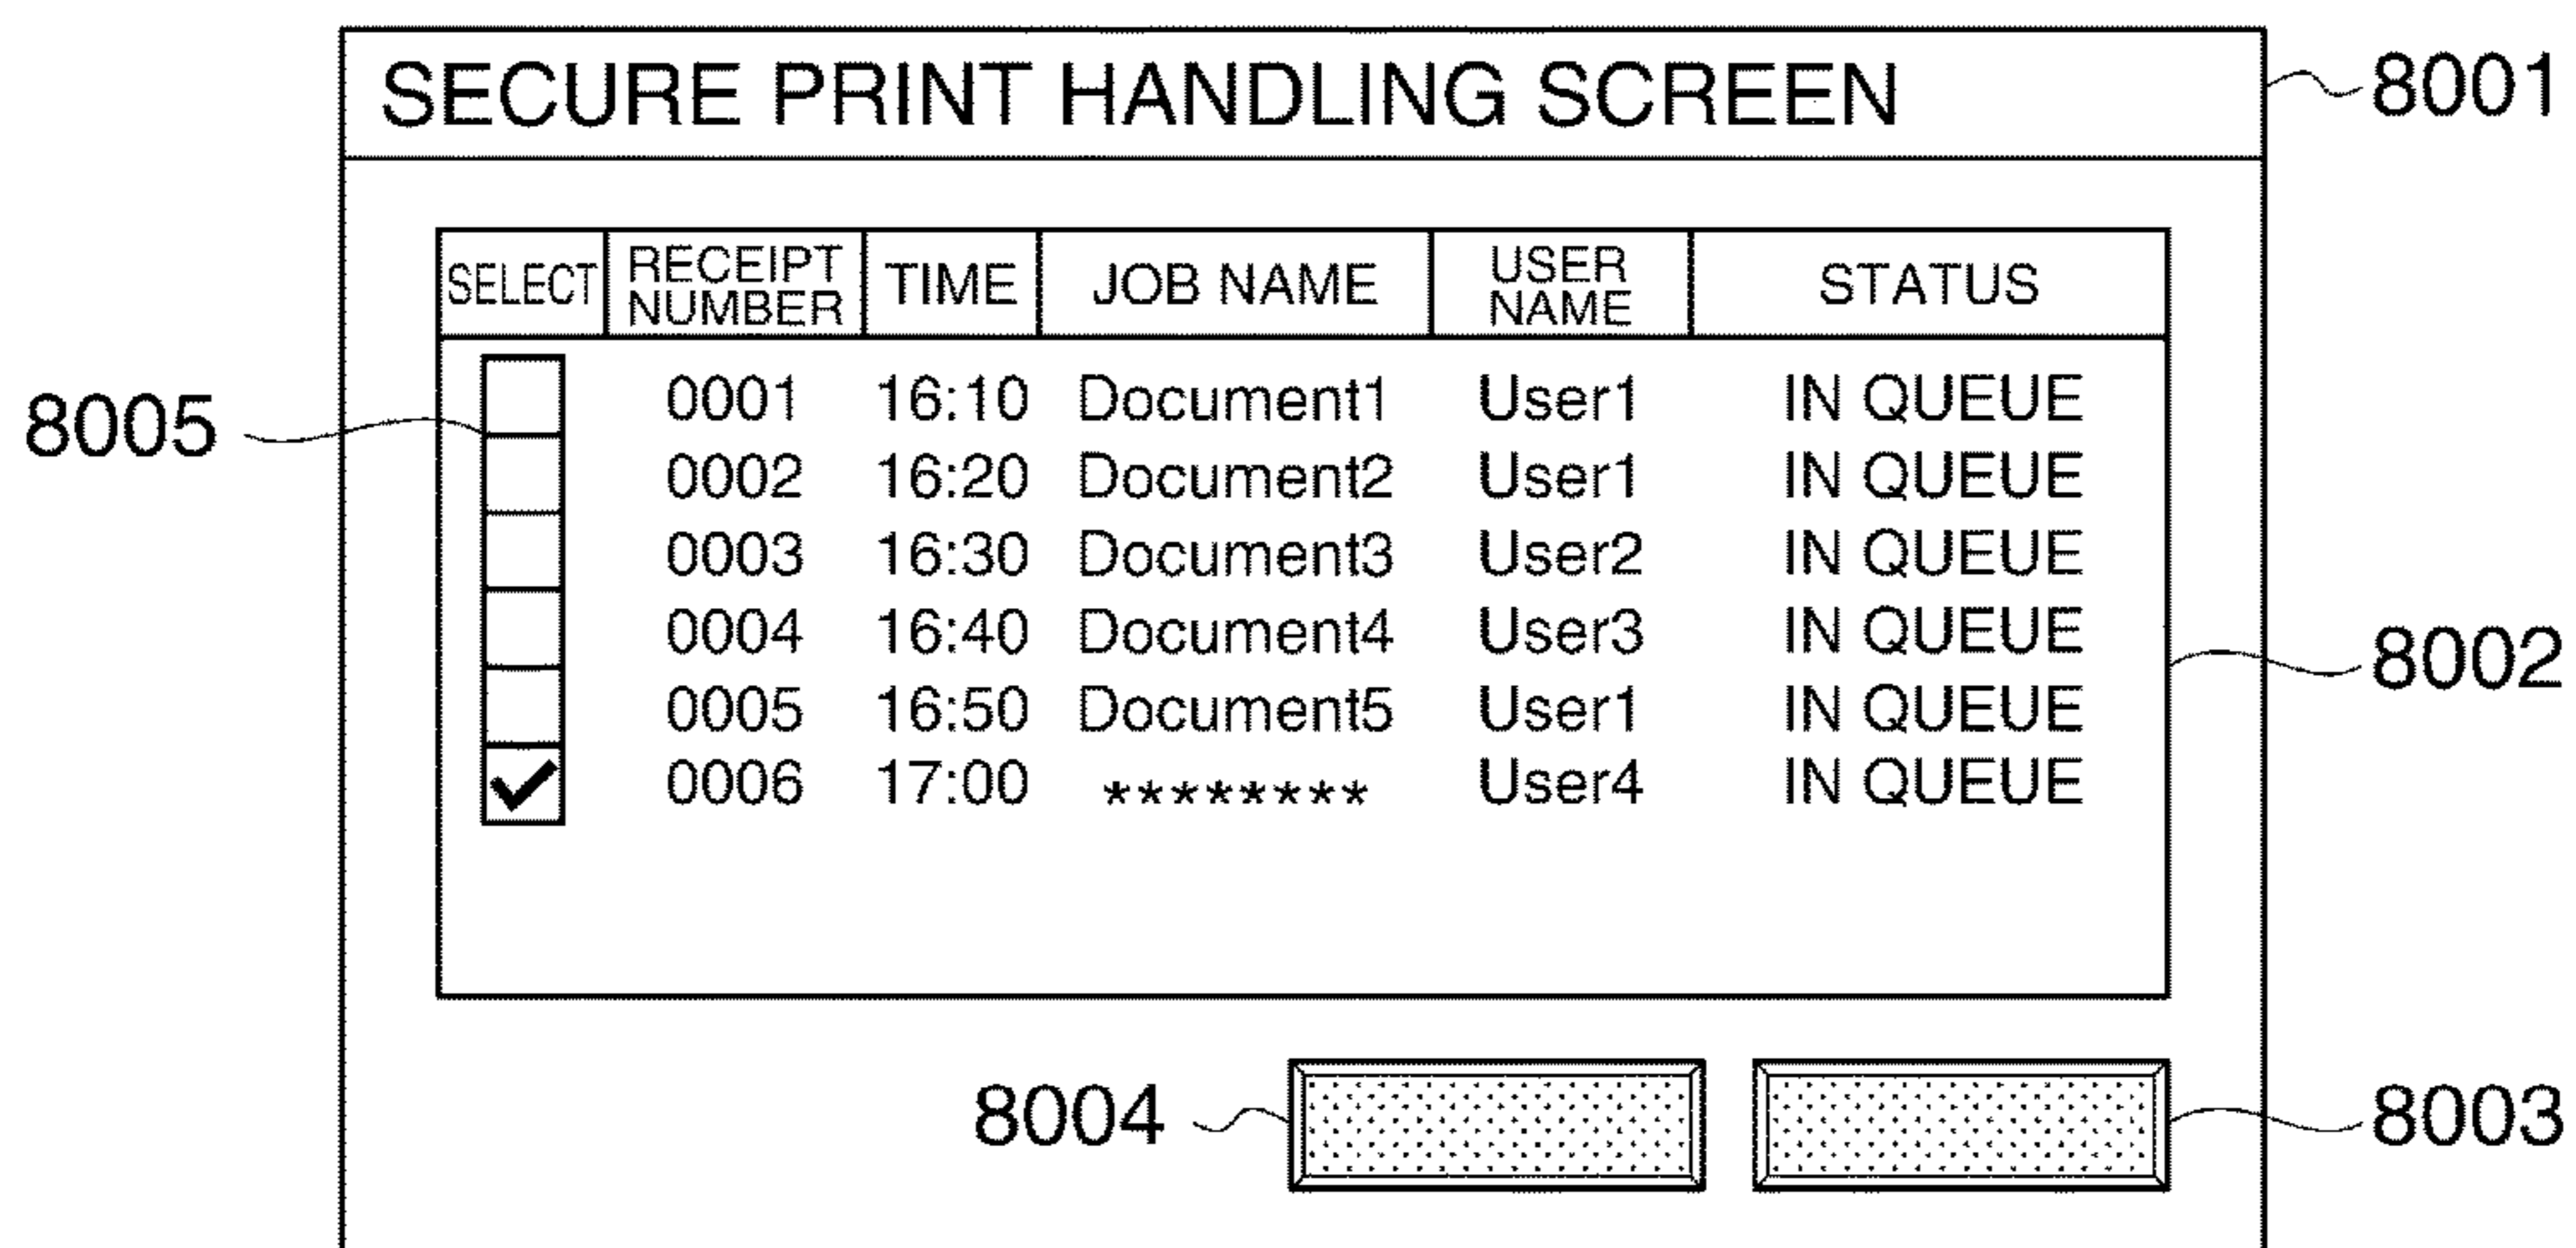 SECURE PRINT HANDLING SCREEN
8001
SELECT RECEIPT NUMBER TIME JOB NAME USER NAME STATUS
0001 16:10 Document1 User1 IN QUEUE
8005
0002 16:20 Document2 User1 IN QUEUE
0003 16:30 Document3 User2 IN QUEUE
0004 16:40 Document4 User3 IN QUEUE
8002
0005 16:50 Document5 User1 IN QUEUE
0006 17:00 ******** User4 IN QUEUE
8004
8003